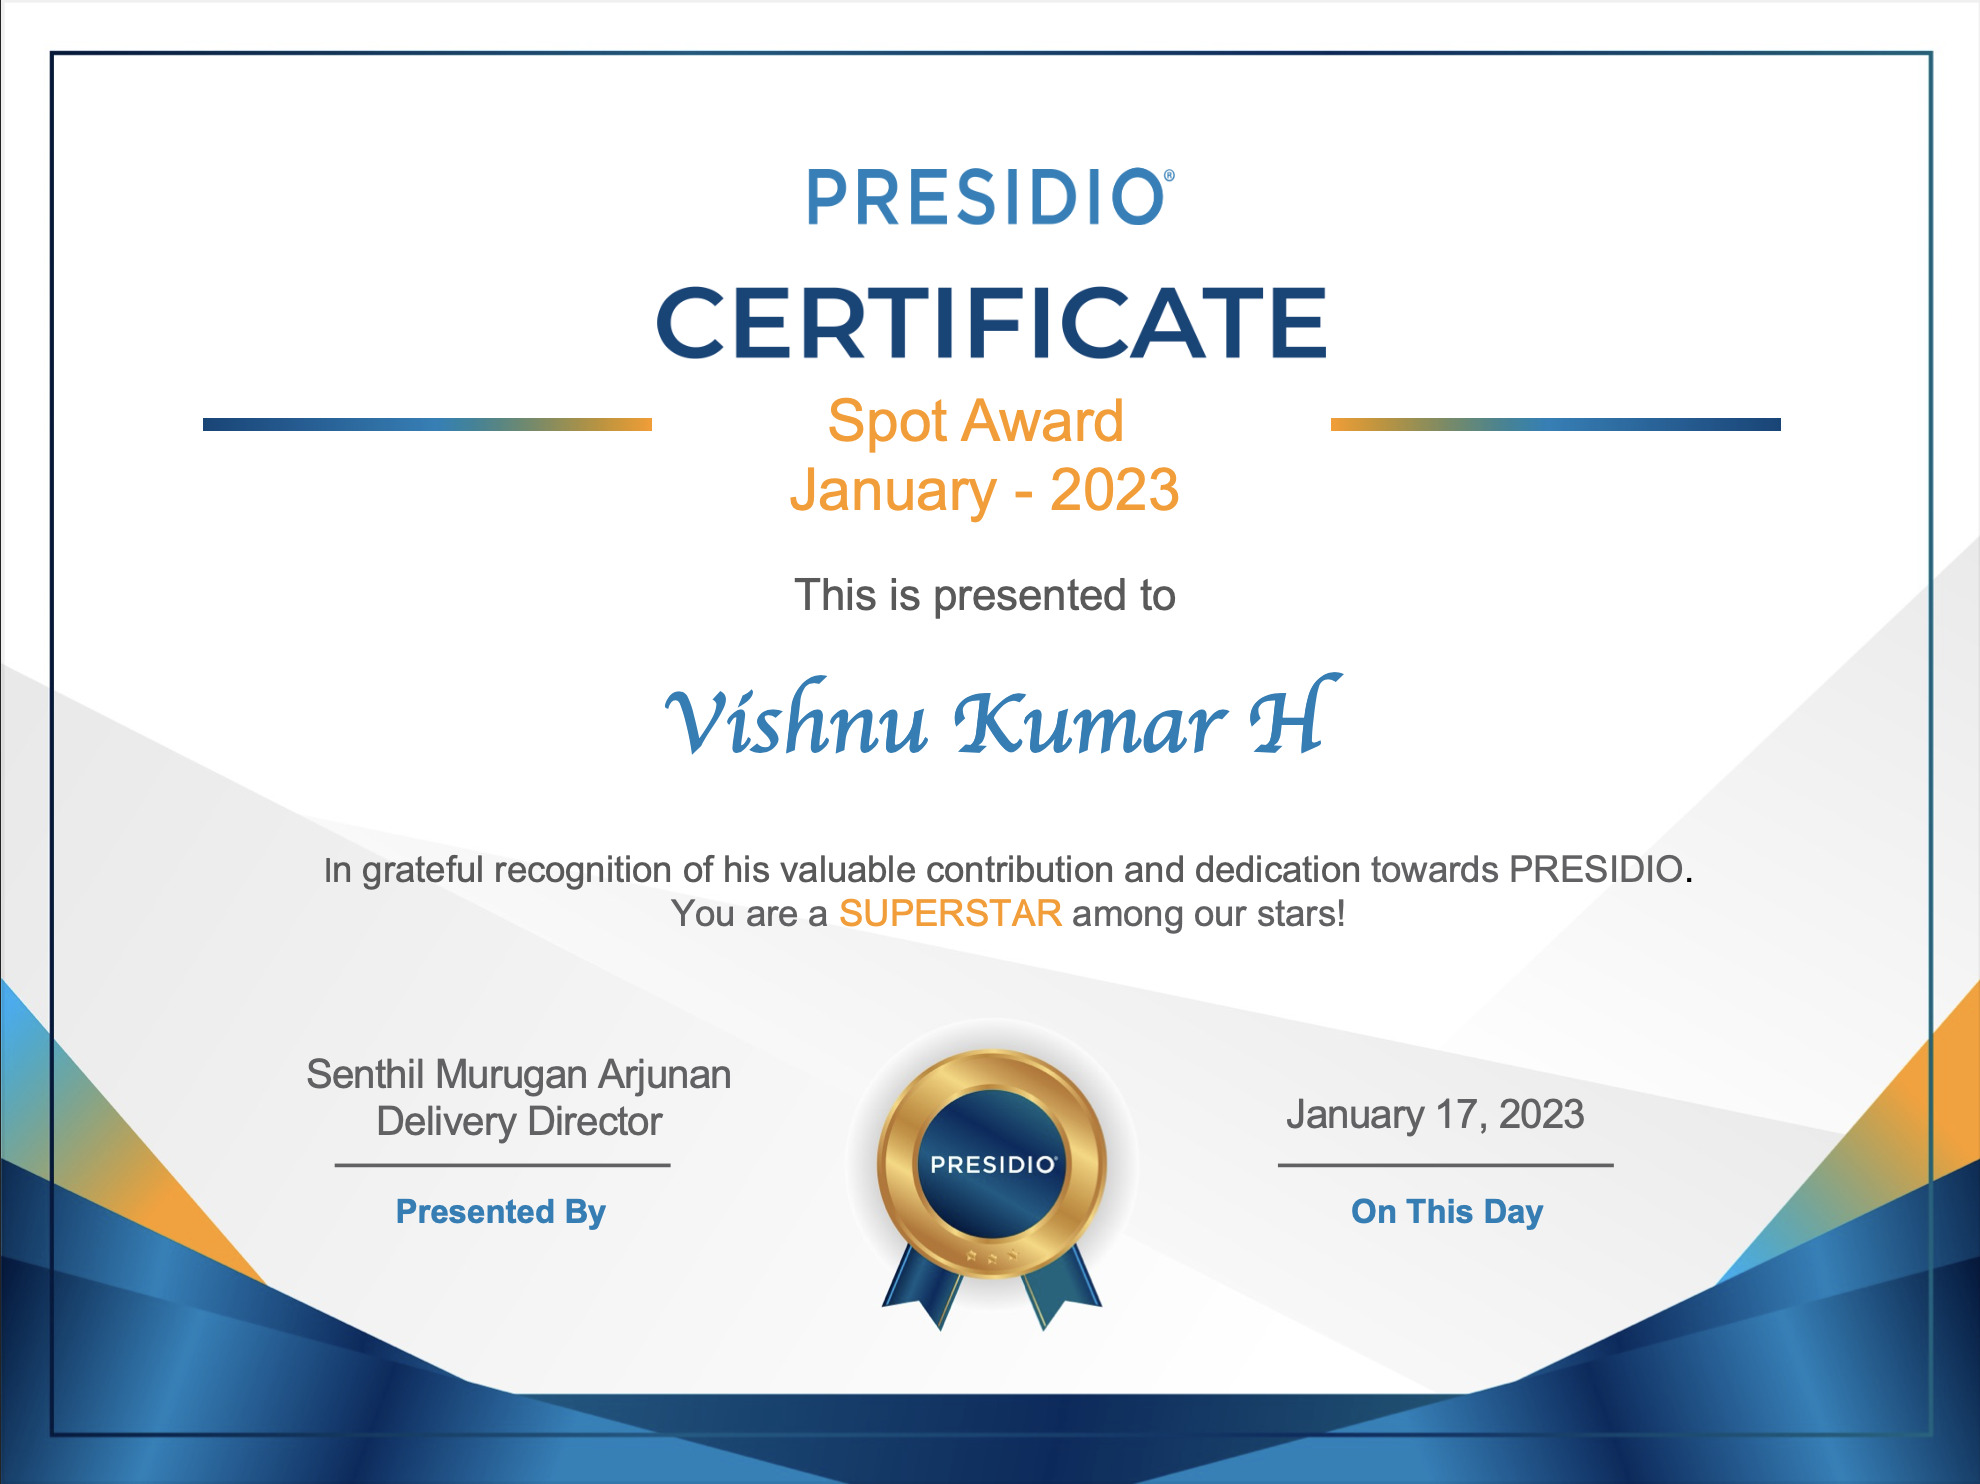 PRESIDIO®
CERTIFICATE
Spot Award
January - 2023
This is presented to
Vishnu Kumar H
In grateful recognition of his valuable contribution and dedication towards PRESIDIO.
You are a SUPERSTAR among our stars!
Senthil Murugan Arjunan
Delivery Director
Presented By
PRESIDIO®
January 17, 2023
On This Day